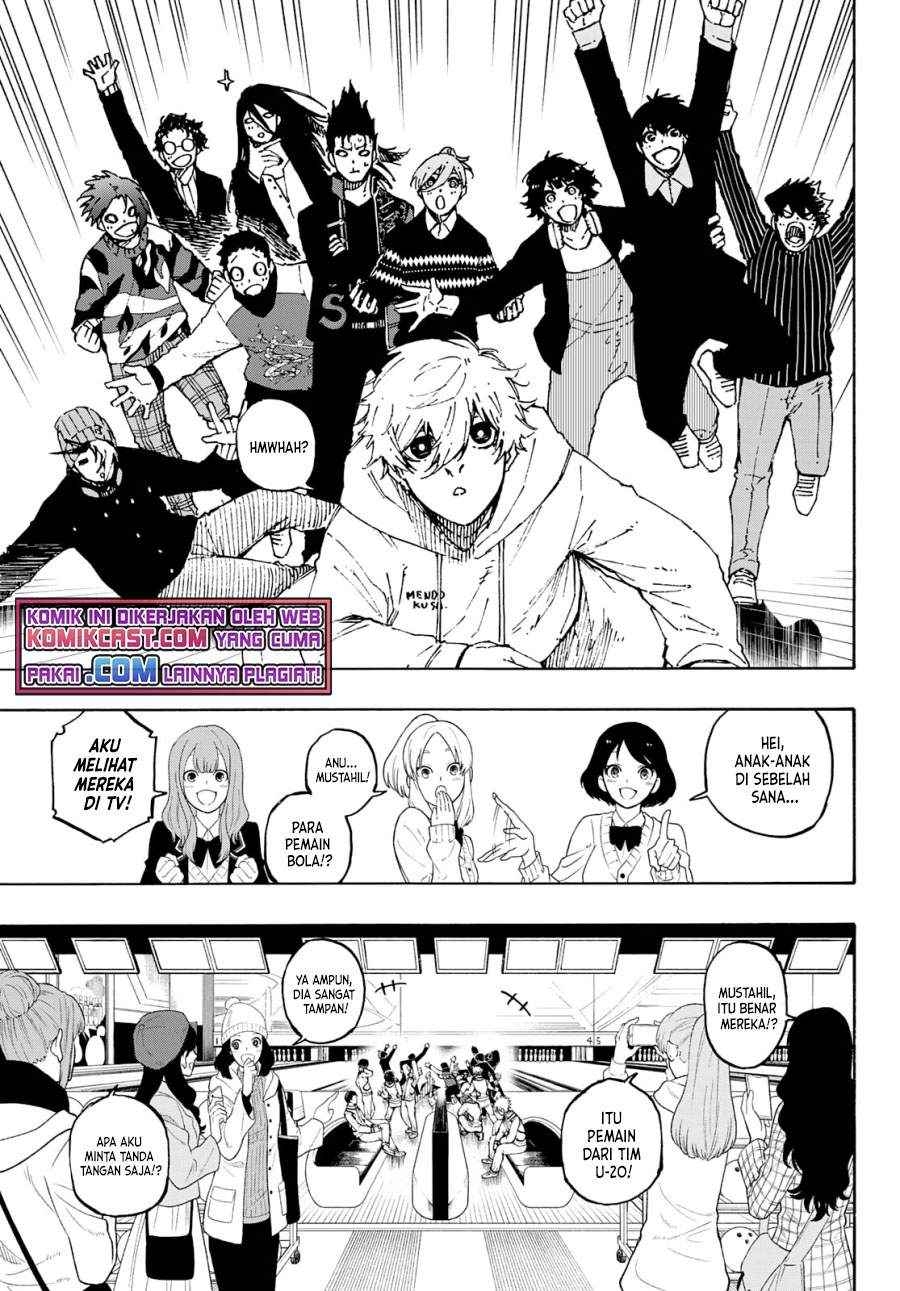 HMWHAH?
MENDO
KUSA.
KOMIK INI DIKERJAKAN OLEH WEB
KOMIKCAST.COM YANG CUMA
PAKAI .COM LAINNYA PLAGIAT!
HEI,
ANAK-ANAK
DI SEBELAH
SANA...
ANU...
MUSTAHIL!
PARA
PEMAIN
BOLA!?
AKU
MELIHAT
MEREKA
DI TV!
MUSTAHIL,
ITU BENAR
MEREKA!?
ITU
PEMAIN
DARI TIM
U-20!
YA AMPUN,
DIA SANGAT
TAMPAN!
APA AKU
MINTA TANDA
TANGAN SAJA!?
S
4 5